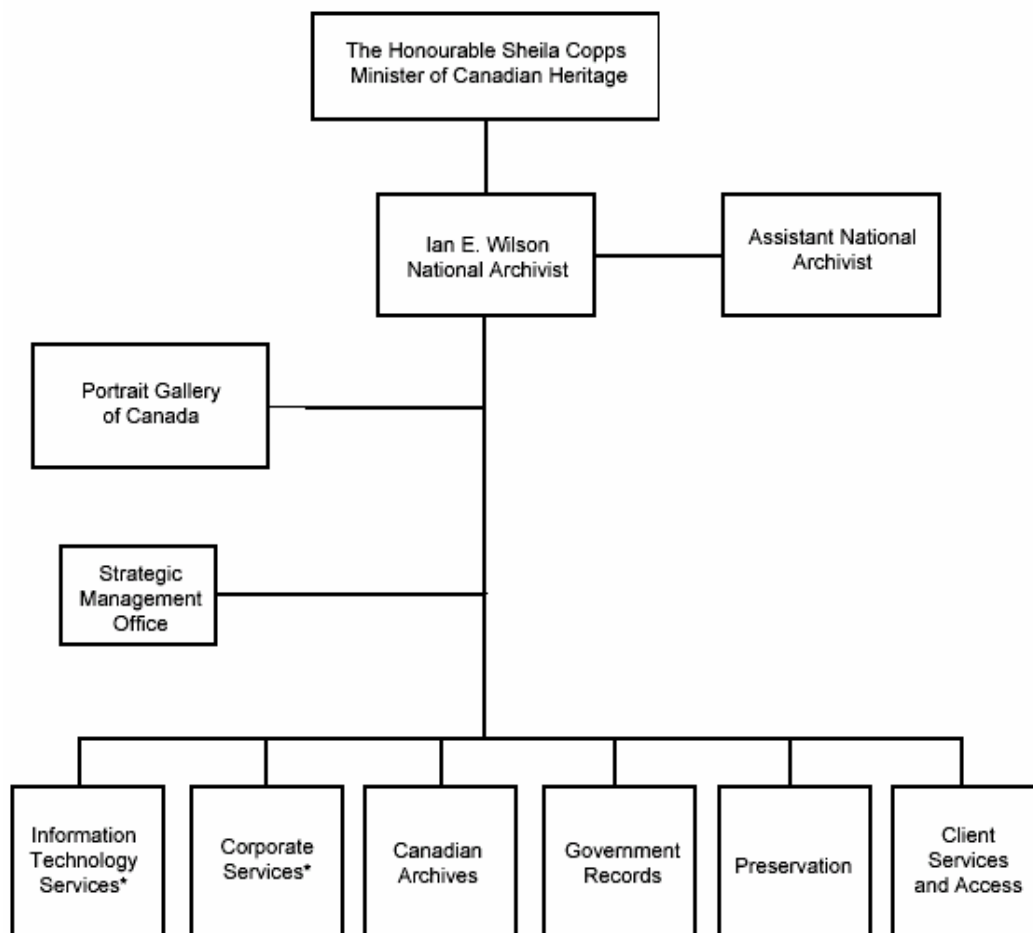 The Honourable Sheila Copps
Minister of Canadian Heritage
Ian E. Wilson
National Archivist
Assistant National
Archivist
Portrait Gallery
of Canada
Strategic
Management
Office
Information
Technology
Services*
Corporate
Services*
Canadian
Archives
Government
Records
Preservation
Client
Services
and Access